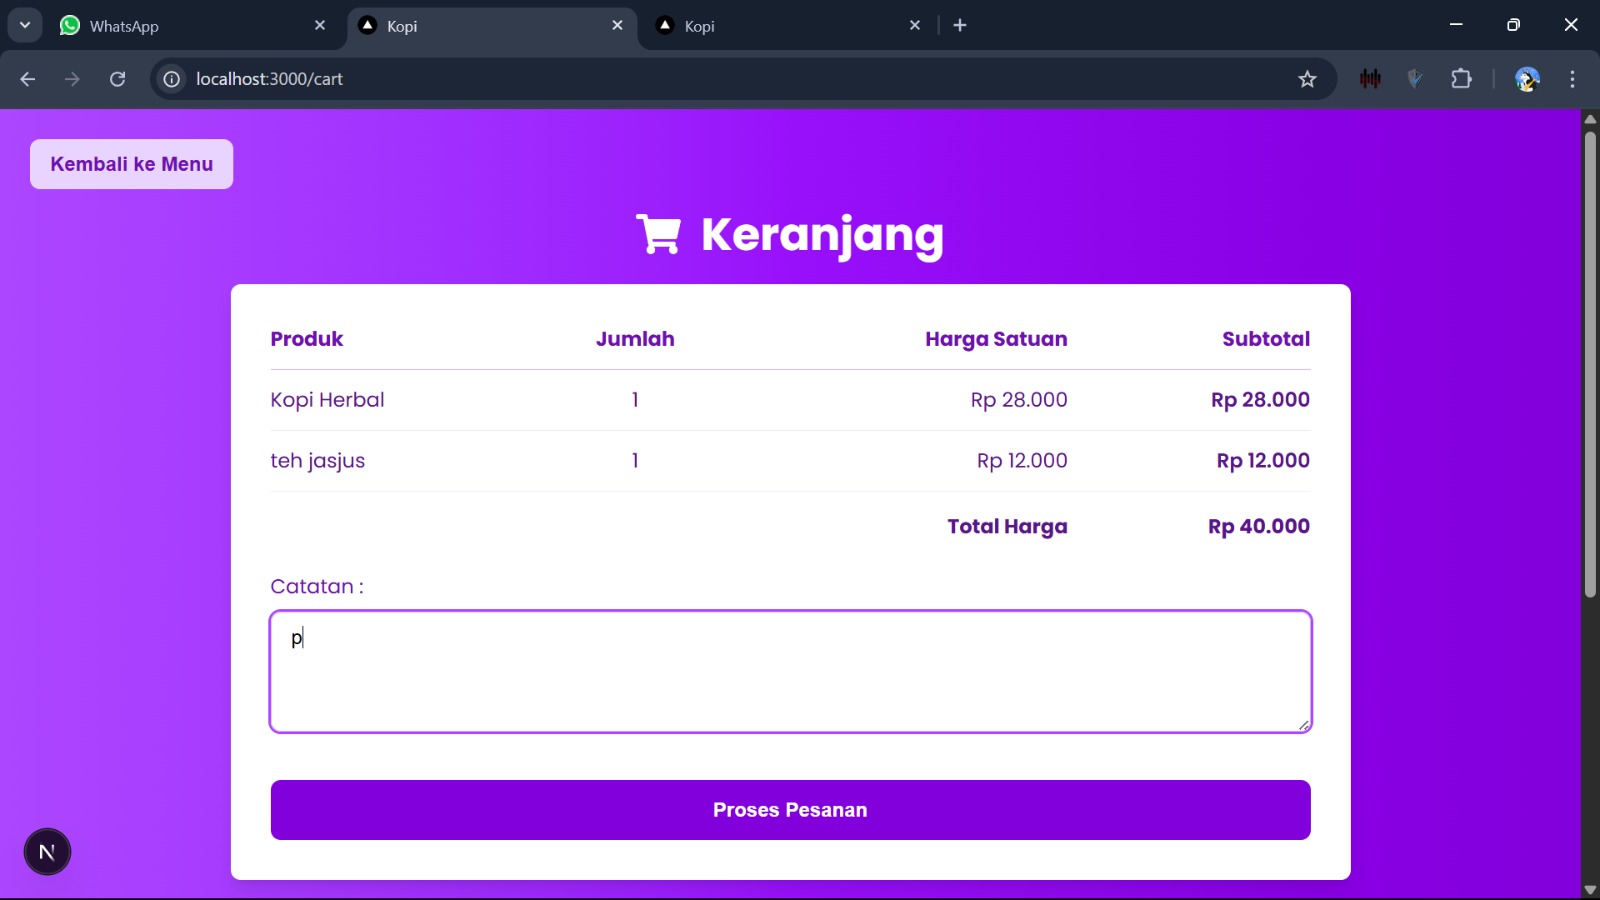 WhatsApp
Kopi
Kopi
localhost:3000/cart
Kembali ke Menu
Keranjang
Produk Jumlah Harga Satuan Subtotal
Kopi Herbal 1 Rp 28.000 Rp 28.000
teh jasjus 1 Rp 12.000 Rp 12.000
Total Harga Rp 40.000
Catatan :
p
Proses Pesanan
N